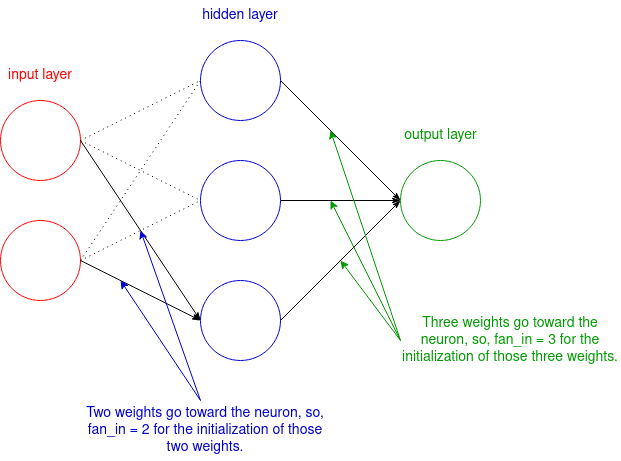 hidden layer
input layer
output layer
Three weights go toward the
neuron, so, fan_in = 3 for the
initialization of those three weights.
Two weights go toward the neuron, so,
fan_in = 2 for the initialization of those
two weights.